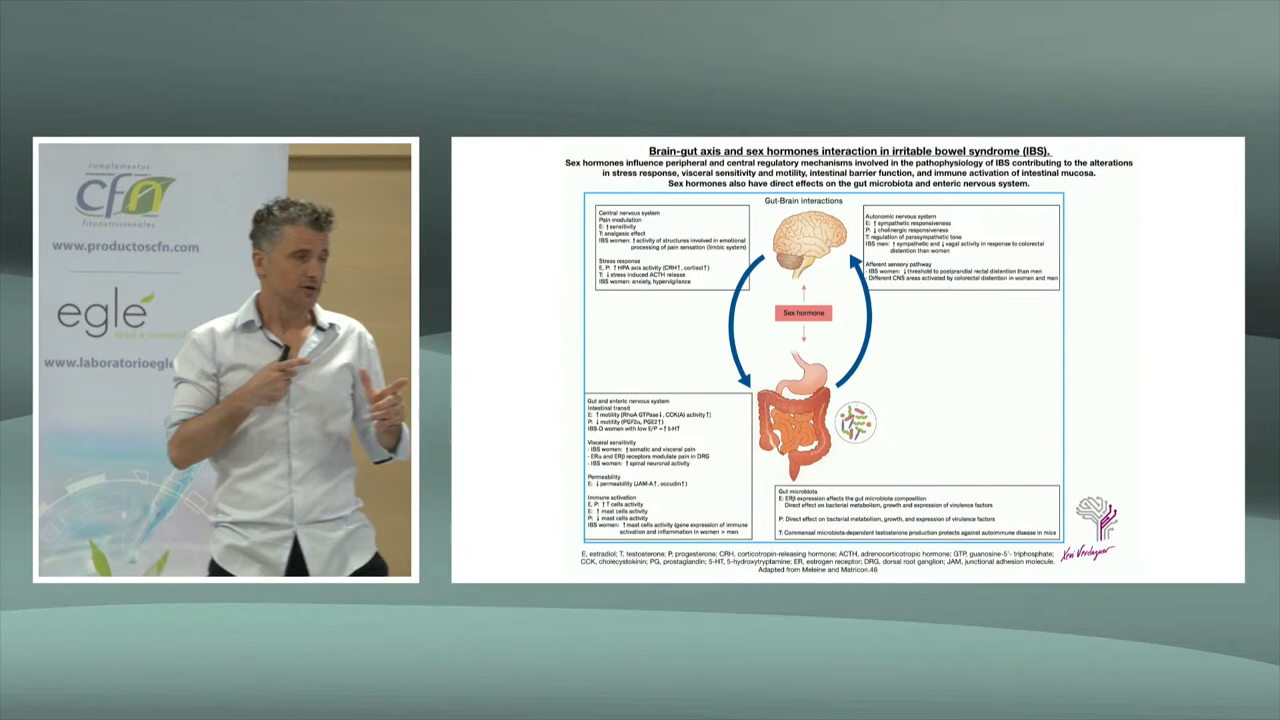 complementos
cfn
fitonutricionales
www.productoscfn.com
eglé
www.laboratorioegle
Brain-gut axis and sex hormones interaction in irritable bowel syndrome (IBS).
Sex hormones influence peripheral and central regulatory mechanisms involved in the pathophysiology of IBS contributing to the alterations
in stress response, visceral sensitivity and motility, intestinal barrier function, and immune activation of intestinal mucosa.
Sex hormones also have direct effects on the gut microbiota and enteric nervous system.
Gut-Brain interactions
Central nervous system
Pain modulation
E: ↑sensitivity
T: analgesic effect
IBS women: ↑activity of structures involved in emotional
processing of pain sensation (limbic system)
Stress response
E, P: ↑HPA axis activity (CRH↑, cortisol↑)
T: ↓stress induced ACTH release
IBS women: anxiety, hypervigilance
Autonomic nervous system
E: ↑ sympathetic responsiveness
P: ↓ cholinergic responsiveness
T: regulation of parasympathetic tone
IBS men: ↑ sympathetic and ↓ vagal activity in response to colorectal
distention than women
Afferent sensory pathway
- IBS women: ↓threshold to postprandial rectal distention than men
- Different CNS areas activated by colorectal distention in women and men
Sex hormone
Gut and enteric nervous system
Intestinal transit
E: ↑motility (RhoA GTPase↓, CCK(A) activity↑)
P: ↓motility (PGF2α, PGE2↑)
IBS-D women with low E/P =↑5-HT
Visceral sensitivity
- IBS women: ↑somatic and visceral pain
- ERα and ERβ receptors modulate pain in DRG
- IBS women: ↑spinal neuronal activity
Permeability
E: ↓permeability (JAM-A↑, occludin↑)
Immune activation
E, P: ↑T cells activity
E: ↑ mast cells activity
P: ↓ mast cells activity
IBS women: ↑mast cells activity (gene expression of immune
activation and inflammation in women > men
Gut microbiota
E: ERβ expression affects the gut microbiota composition
Direct effect on bacterial metabolism, growth and expression of virulence factors
P: Direct effect on bacterial metabolism, growth, and expression of virulence factors
T: Commensal microbiota-dependent testosterone production protects against autoimmune disease in mice
Xevi Verdaguer
E, estradiol; T, testosterone; P, progesterone; CRH, corticotropin-releasing hormone; ACTH, adrenocorticotropic hormone; GTP, guanosine-5'- triphosphate;
CCK, cholecystokinin; PG, prostaglandin; 5-HT, 5-hydroxytryptamine; ER, estrogen receptor; DRG, dorsal root ganglion; JAM, junctional adhesion molecule.
Adapted from Meleine and Matricon.46